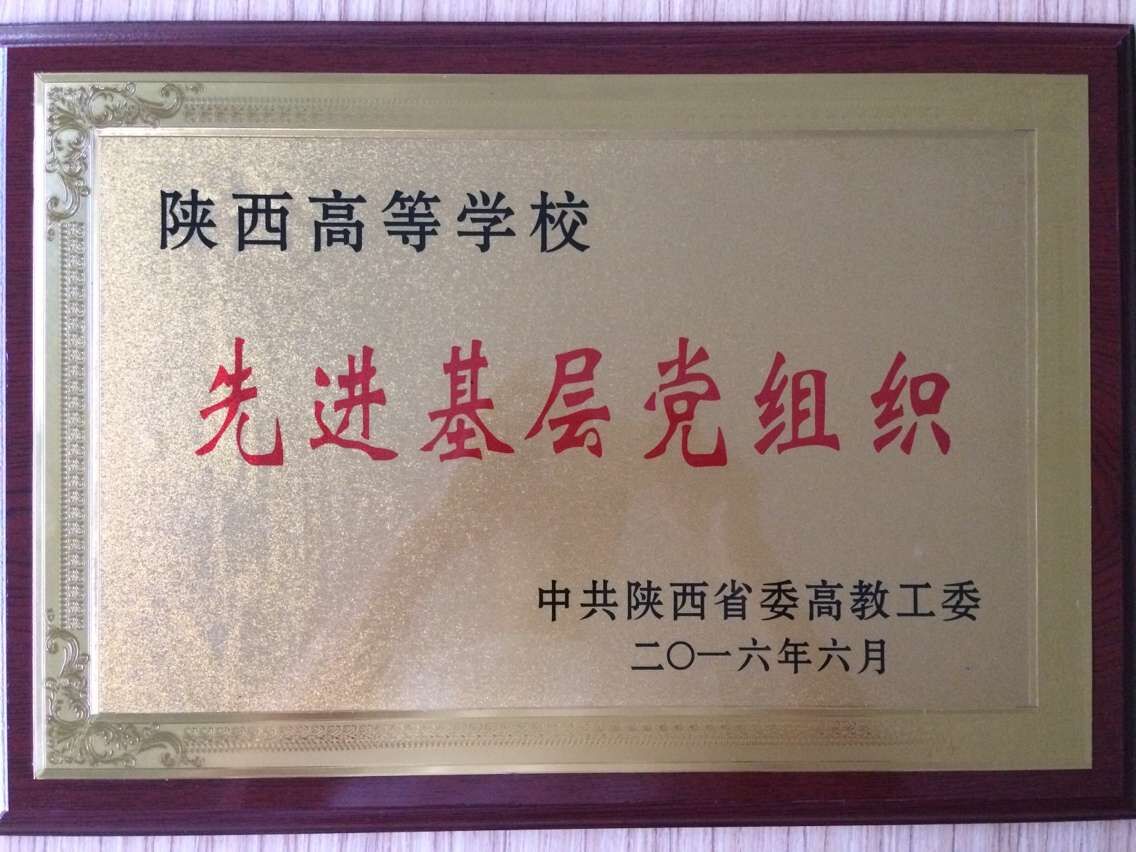 陕西高等学校
先进基层党组织
中共陕西省委高教工委
二〇一六年六月